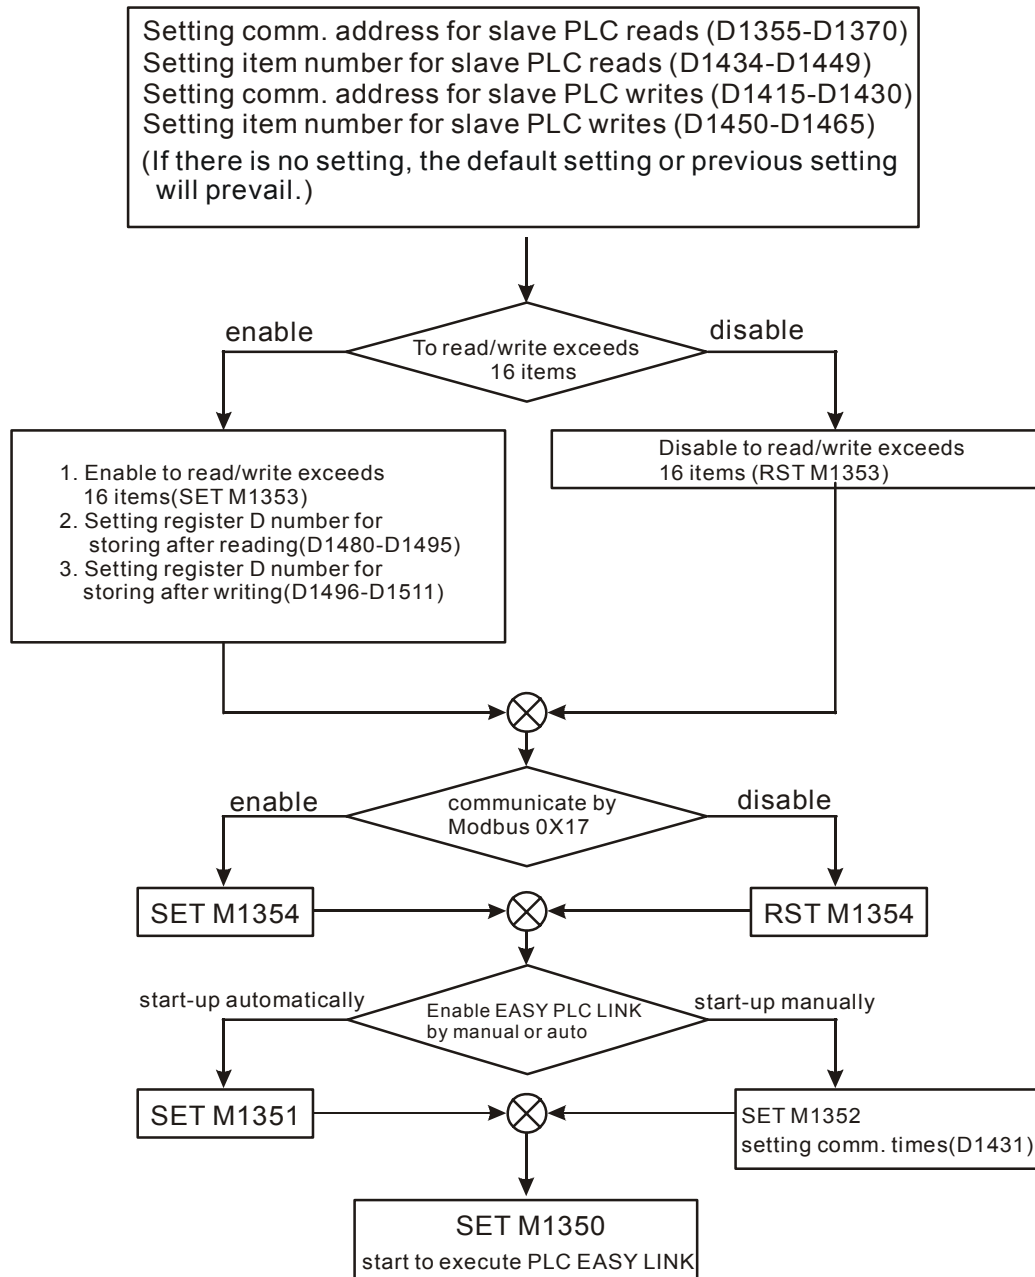 Setting comm. address for slave PLC reads (D1355-D1370)
Setting item number for slave PLC reads (D1434-D1449)
Setting comm. address for slave PLC writes (D1415-D1430)
Setting item number for slave PLC writes (D1450-D1465)
(If there is no setting, the default setting or previous setting
will prevail.)
enable
disable
To read/write exceeds
16 items
1. Enable to read/write exceeds
16 items(SET M1353)
2. Setting register D number for
storing after reading(D1480-D1495)
3. Setting register D number for
storing after writing(D1496-D1511)
Disable to read/write exceeds
16 items (RST M1353)
enable
disable
communicate by
Modbus 0X17
SET M1354
RST M1354
start-up automatically
start-up manually
Enable EASY PLC LINK
by manual or auto
SET M1351
SET M1352
setting comm. times(D1431)
SET M1350
start to execute PLC EASY LINK